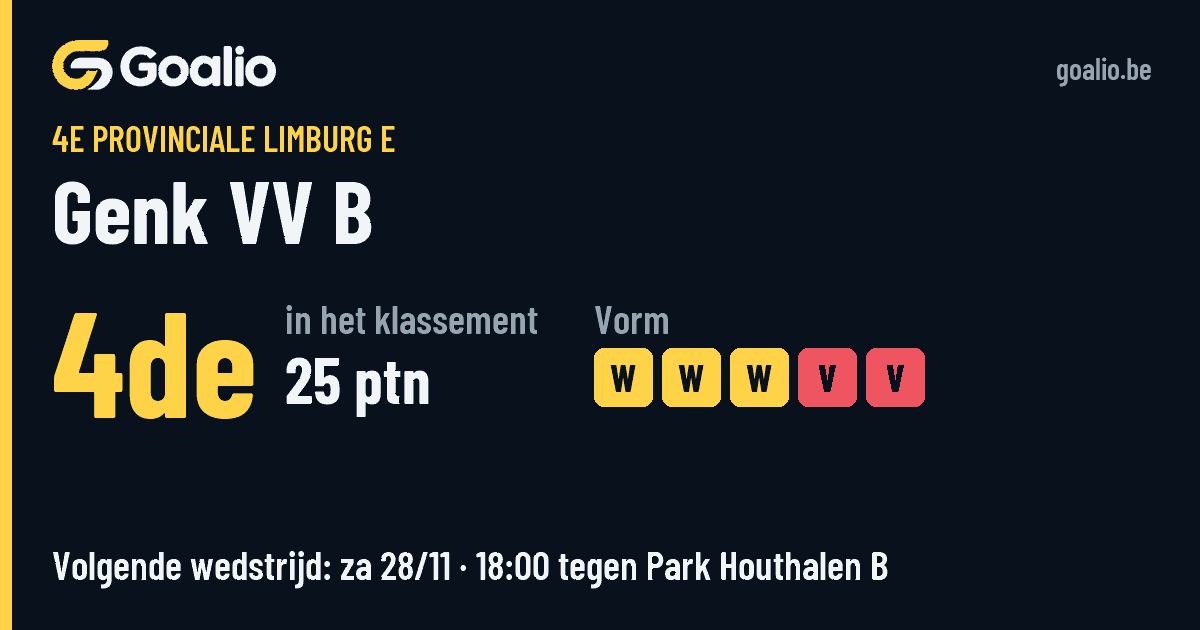 Goalio
goalio.be
4E PROVINCIALE LIMBURG E
Genk VV B
4de
in het klassement
25 ptn
Vorm
W W W V V
Volgende wedstrijd: za 28/11 · 18:00 tegen Park Houthalen B